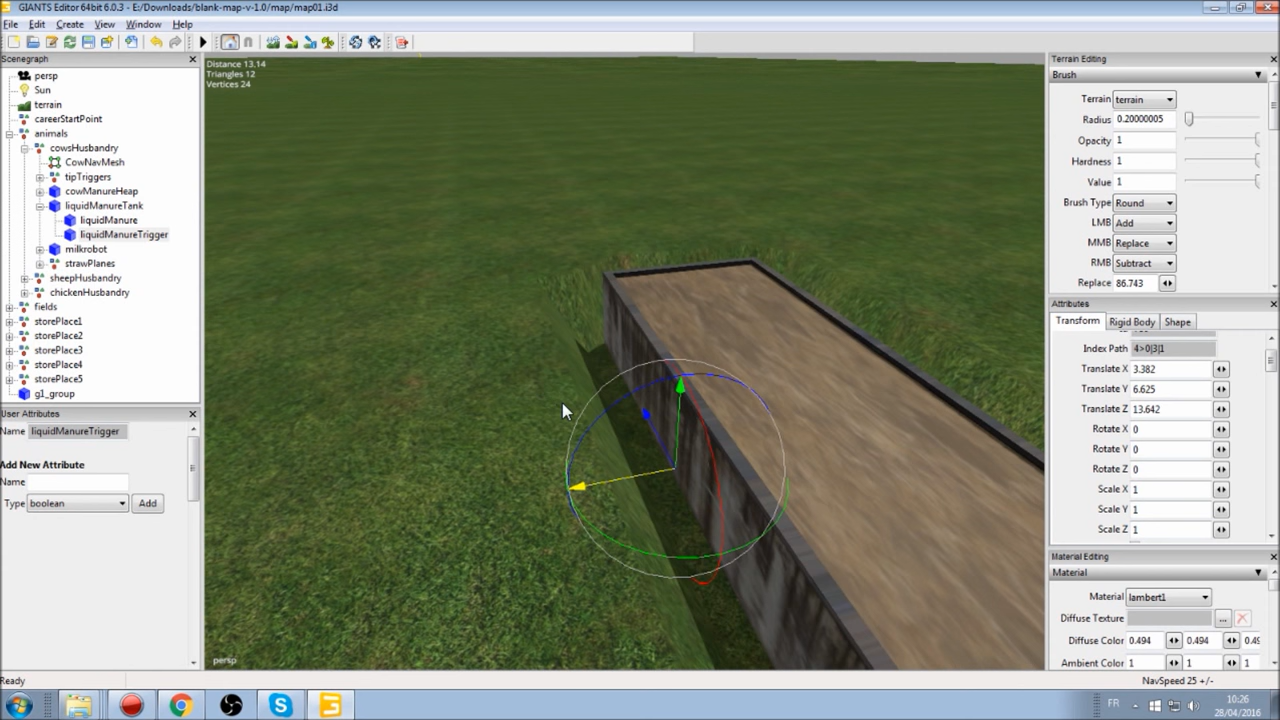 GIANTS Editor 64bit 6.0.3 - E:/Downloads/blank-map-v-1.0/map/map01.i3d
File Edit Create View Window Help
Scenegraph
persp
Sun
terrain
careerStartPoint
animals
cowsHusbandry
CowNavMesh
tipTriggers
cowManureHeap
liquidManureTank
liquidManure
liquidManureTrigger
milkrobot
strawPlanes
sheepHusbandry
chickenHusbandry
fields
storePlace1
storePlace2
storePlace3
storePlace4
storePlace5
g1_group
User Attributes
Name liquidManureTrigger
Add New Attribute
Name
Type boolean Add
Ready
Distance 13.14
Triangles 12
Vertices 24
persp
Terrain Editing
Brush
Terrain terrain
Radius 0.20000005
Opacity 1
Hardness 1
Value 1
Brush Type Round
LMB Add
MMB Replace
RMB Subtract
Replace 86.743
Attributes
Transform Rigid Body Shape
Index Path 4>0|3|1
Translate X 3.382
Translate Y 6.625
Translate Z 13.642
Rotate X 0
Rotate Y 0
Rotate Z 0
Scale X 1
Scale Y 1
Scale Z 1
Material Editing
Material
Material lambert1
Diffuse Texture ...
Diffuse Color 0.494 0.494 0.49
Ambient Color 1 1 1
NavSpeed 25 +/-
FR
10:26
28/04/2016